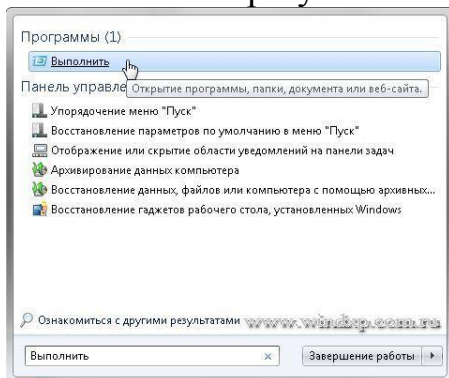 Программы (1)
Выполнить
Открытие программы, папки, документа или веб-сайта.
Панель управле
Упорядочение меню "Пуск"
Восстановление параметров по умолчанию в меню "Пуск"
Отображение или скрытие области уведомлений на панели задач
Архивирование данных компьютера
Восстановление данных, файлов или компьютера с помощью архивных...
Восстановление гаджетов рабочего стола, установленных Windows
Ознакомиться с другими результатами www.windxp.com.ru
Выполнить
Завершение работы